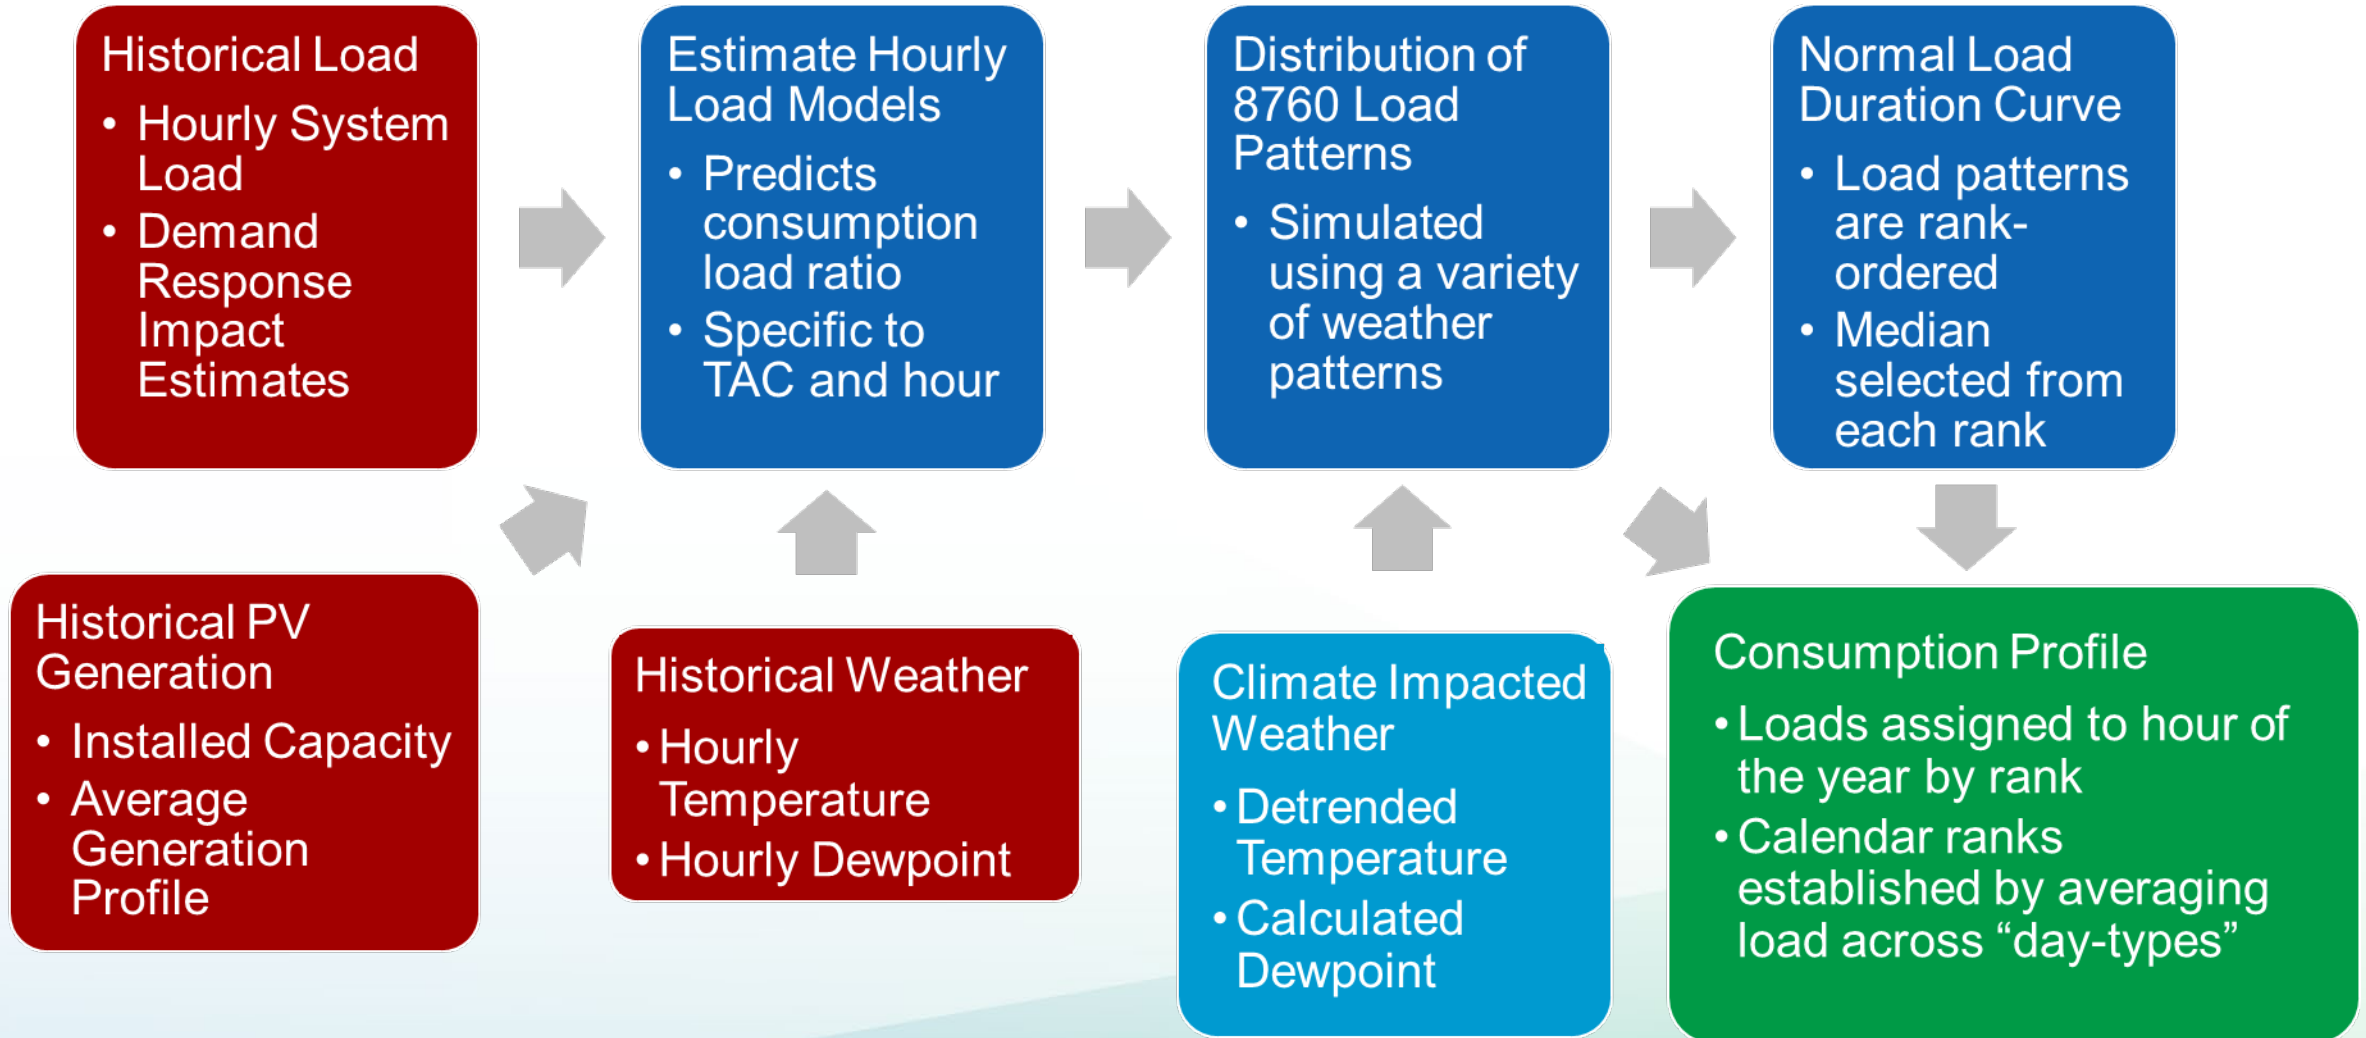 Historical Load
• Hourly System
Load
• Demand
Response
Impact
Estimates
Estimate Hourly
Load Models
• Predicts
consumption
load ratio
• Specific to
TAC and hour
Distribution of
8760 Load
Patterns
• Simulated
using a variety
of weather
patterns
Normal Load
Duration Curve
• Load patterns
are rank-
ordered
• Median
selected from
each rank
Historical PV
Generation
• Installed Capacity
• Average
Generation
Profile
Historical Weather
• Hourly
Temperature
• Hourly Dewpoint
Climate Impacted
Weather
• Detrended
Temperature
• Calculated
Dewpoint
Consumption Profile
• Loads assigned to hour of
the year by rank
• Calendar ranks
established by averaging
load across “day-types”